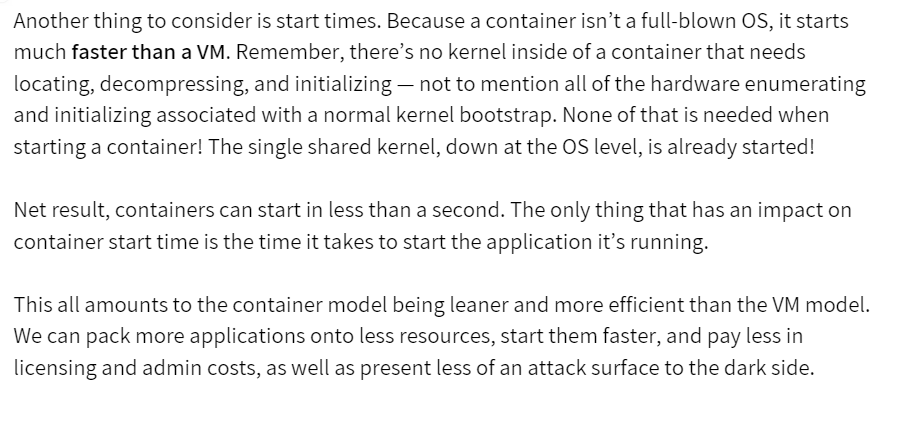 Another thing to consider is start times. Because a container isn’t a full-blown OS, it starts
much faster than a VM. Remember, there’s no kernel inside of a container that needs
locating, decompressing, and initializing — not to mention all of the hardware enumerating
and initializing associated with a normal kernel bootstrap. None of that is needed when
starting a container! The single shared kernel, down at the OS level, is already started!
Net result, containers can start in less than a second. The only thing that has an impact on
container start time is the time it takes to start the application it’s running.
This all amounts to the container model being leaner and more efficient than the VM model.
We can pack more applications onto less resources, start them faster, and pay less in
licensing and admin costs, as well as present less of an attack surface to the dark side.